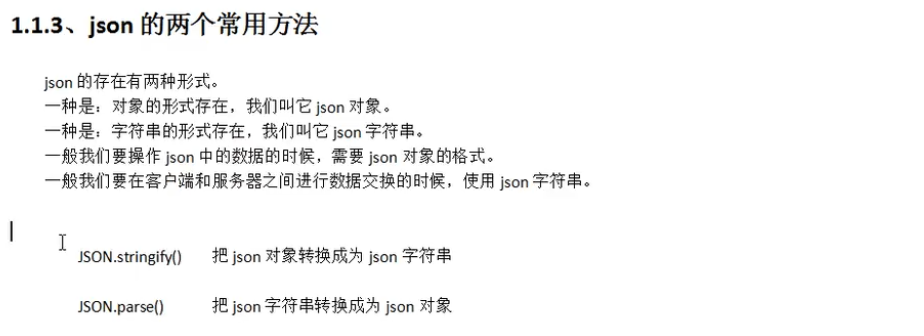 1.1.3、json 的两个常用方法
json 的存在有两种形式。
一种是：对象的形式存在，我们叫它 json 对象。
一种是：字符串的形式存在，我们叫它 json 字符串。
一般我们要操作 json 中的数据的时候，需要 json 对象的格式。
一般我们要在客户端和服务器之间进行数据交换的时候，使用 json 字符串。
JSON.stringify() 把 json 对象转换成为 json 字符串
JSON.parse() 把 json 字符串转换成为 json 对象